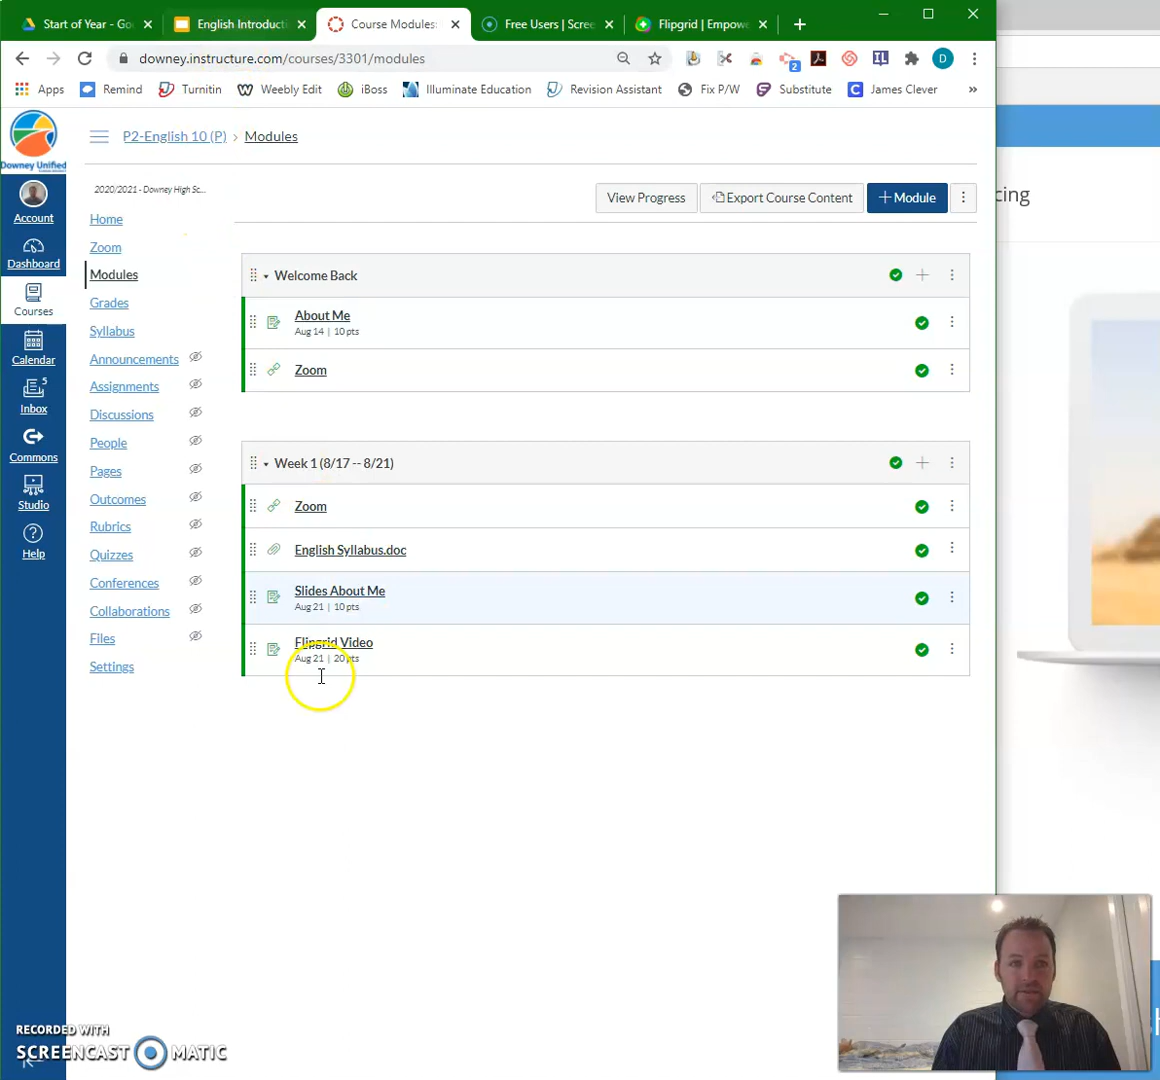 Start of Year - Go
English Introducti
Course Modules:
Free Users | Scree
Flipgrid | Empowe
downey.instructure.com/courses/3301/modules
Apps
Remind
Turnitin
Weebly Edit
iBoss
Illuminate Education
Revision Assistant
Fix P/W
Substitute
James Clever
»
Downey Unified
P2-English 10 (P) > Modules
cing
2020/2021 - Downey High Sc...
View Progress
Export Course Content
+ Module
Account
Dashboard
Courses
Calendar
5
Inbox
Commons
Studio
Help
Home
Zoom
Modules
Grades
Syllabus
Announcements
Assignments
Discussions
People
Pages
Outcomes
Rubrics
Quizzes
Conferences
Collaborations
Files
Settings
Welcome Back
About Me
Aug 14 | 10 pts
Zoom
Week 1 (8/17 -- 8/21)
Zoom
English Syllabus.doc
Slides About Me
Aug 21 | 10 pts
Flipgrid Video
Aug 21 | 20 pts
RECORDED WITH
SCREENCAST MATIC